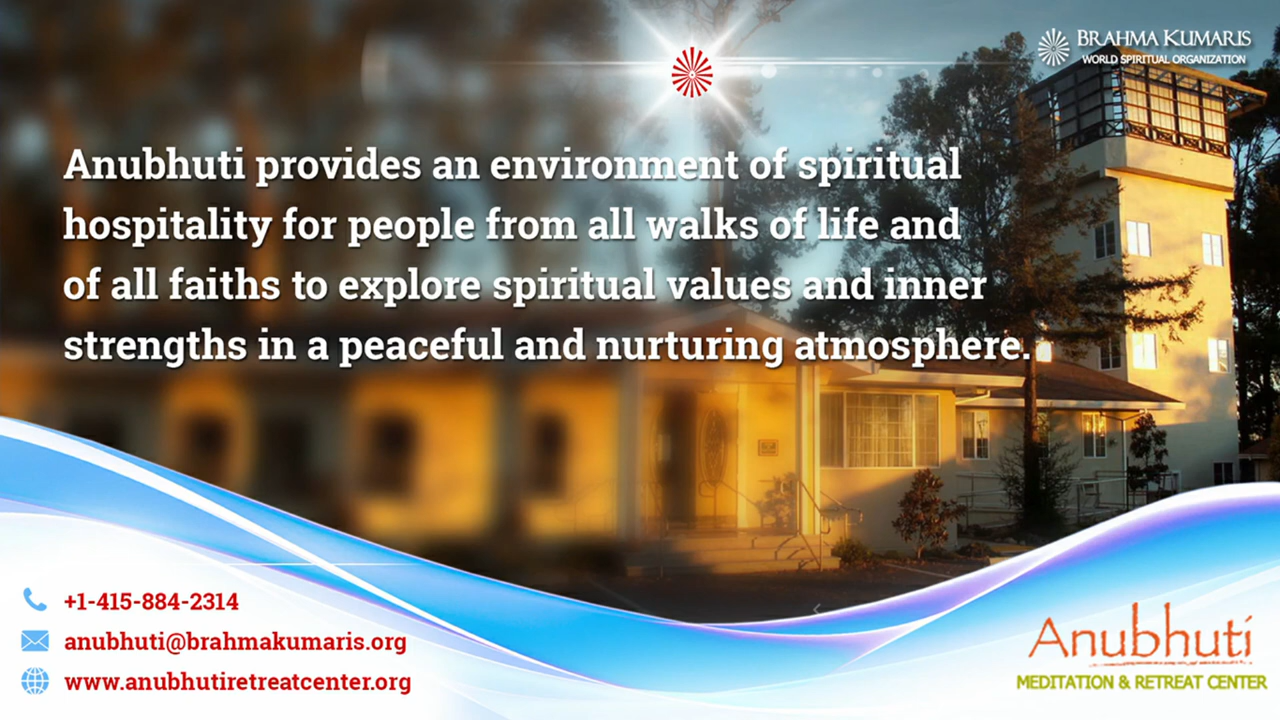 BRAHMA KUMARIS
WORLD SPIRITUAL ORGANIZATION
Anubhuti provides an environment of spiritual
hospitality for people from all walks of life and
of all faiths to explore spiritual values and inner
strengths in a peaceful and nurturing atmosphere.
+1-415-884-2314
anubhuti@brahmakumaris.org
www.anubhutiretreatcenter.org
Anubhuti
MEDITATION & RETREAT CENTER